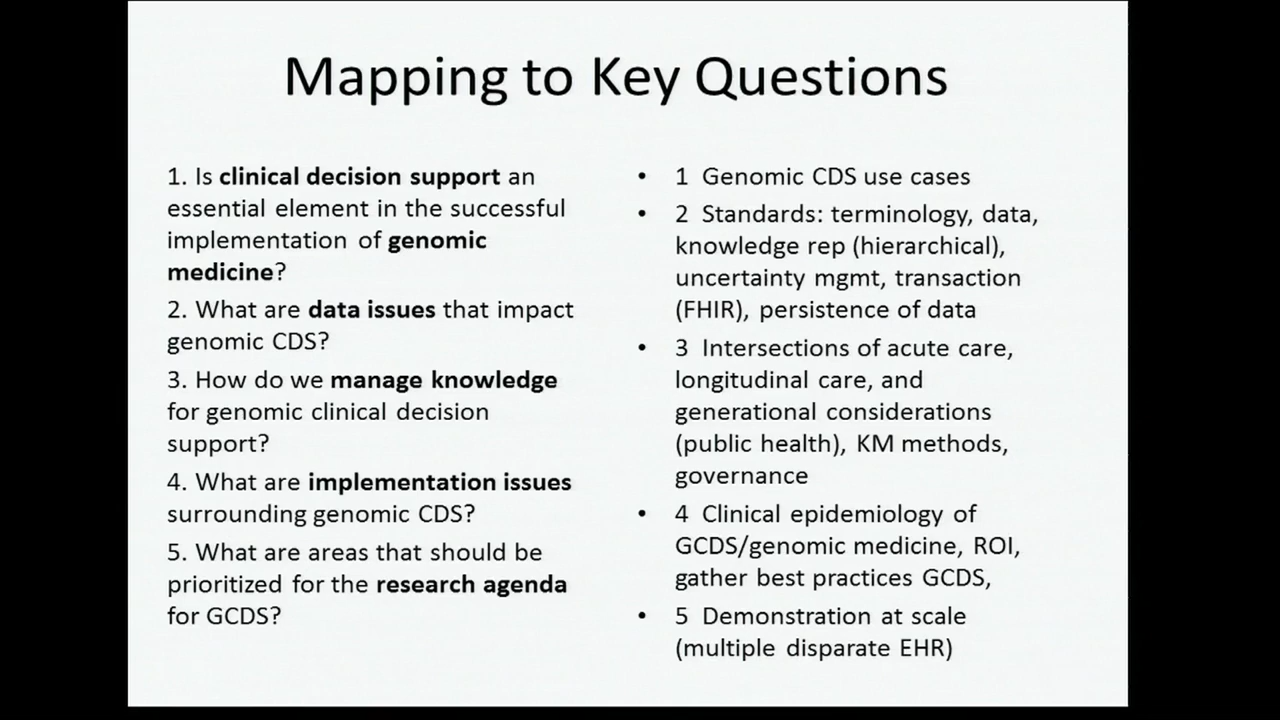 Mapping to Key Questions
1. Is clinical decision support an
essential element in the successful
implementation of genomic
medicine?
2. What are data issues that impact
genomic CDS?
3. How do we manage knowledge
for genomic clinical decision
support?
4. What are implementation issues
surrounding genomic CDS?
5. What are areas that should be
prioritized for the research agenda
for GCDS?
• 1 Genomic CDS use cases
• 2 Standards: terminology, data,
knowledge rep (hierarchical),
uncertainty mgmt, transaction
(FHIR), persistence of data
• 3 Intersections of acute care,
longitudinal care, and
generational considerations
(public health), KM methods,
governance
• 4 Clinical epidemiology of
GCDS/genomic medicine, ROI,
gather best practices GCDS,
• 5 Demonstration at scale
(multiple disparate EHR)